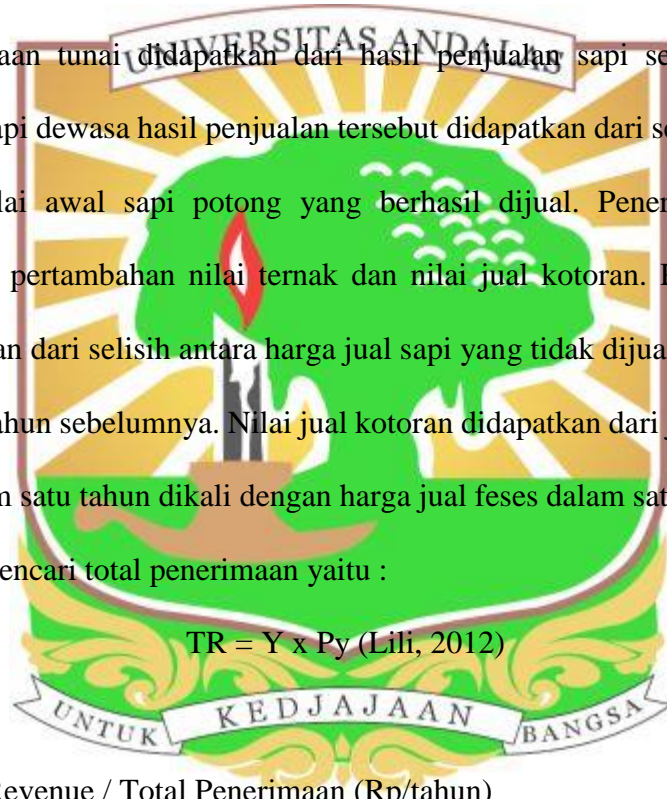 UNIVERSITAS ANDALAS
aan tunai didapatkan dari hasil penjualan sapi se
api dewasa hasil penjualan tersebut didapatkan dari se
lai awal sapi potong yang berhasil dijual. Pener
pertambahan nilai ternak dan nilai jual kotoran. P
an dari selisih antara harga jual sapi yang tidak dijua
ahun sebelumnya. Nilai jual kotoran didapatkan dari j
m satu tahun dikali dengan harga jual feses dalam sat
encari total penerimaan yaitu :
TR = Y x Py (Lili, 2012)
UNTUK KEDJAJAAN BANGSA
Revenue / Total Penerimaan (Rp/tahun)